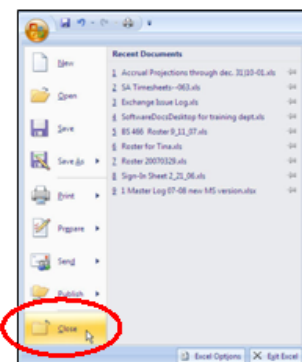 Recent Documents
New
1 Accrual Projections through dec. 31|10-01.xls
2 SA Timesheets--063.xls
Open
3 Exchange Issue Log.xls
4 SoftwareDocsDesktop for training dept.xls
Save
5 BS 466 Roster 9_11_07.xls
6 Roster for Tina.xls
Save As
7 Roster 20070329.xls
8 Sign-In Sheet 2_21_06.xls
9 1 Master Log 07-08 new MS version.xlsx
Print
Prepare
Send
Publish
Close
Excel Options
Exit Excel